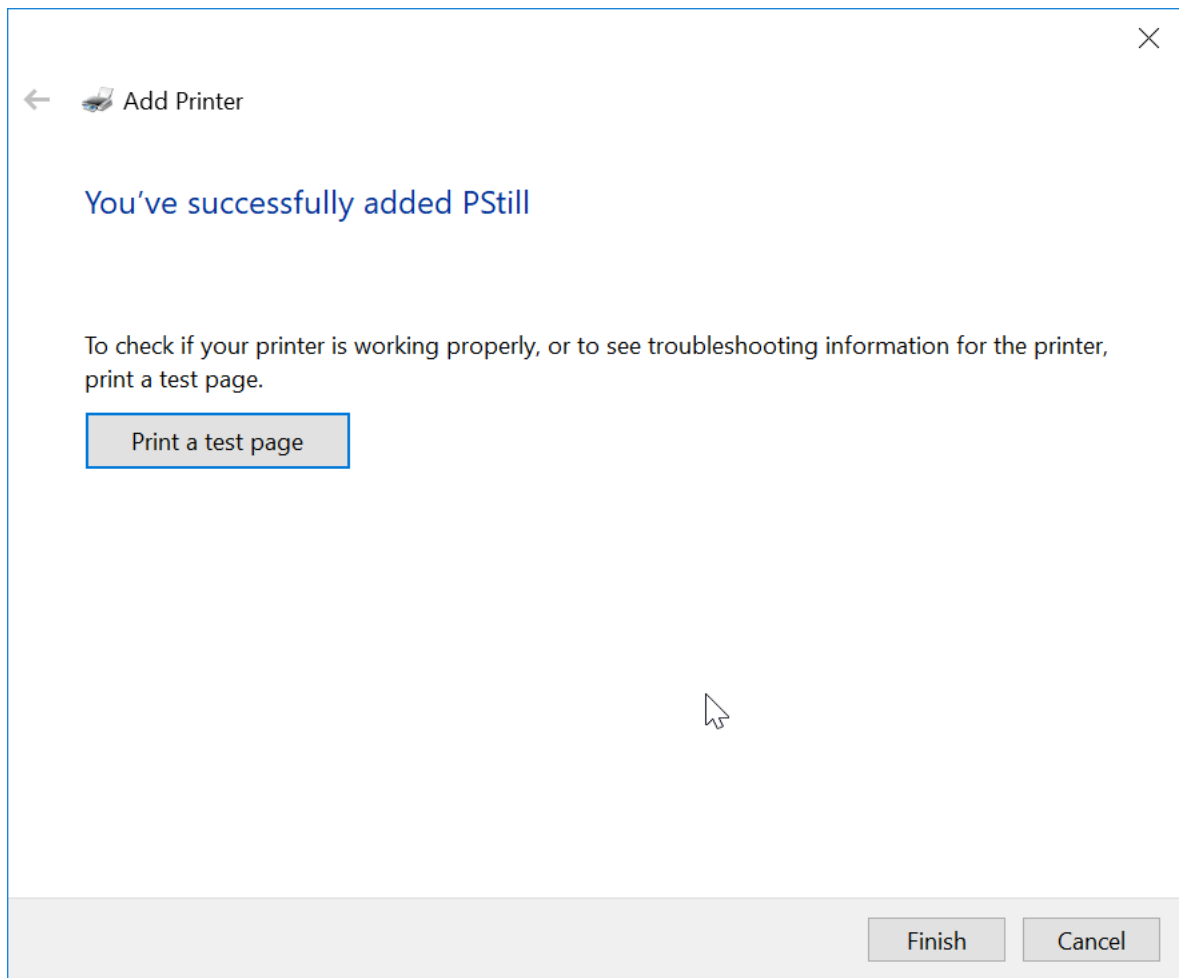 Add Printer
You’ve successfully added PStill
To check if your printer is working properly, or to see troubleshooting information for the printer,
print a test page.
Print a test page
Finish
Cancel